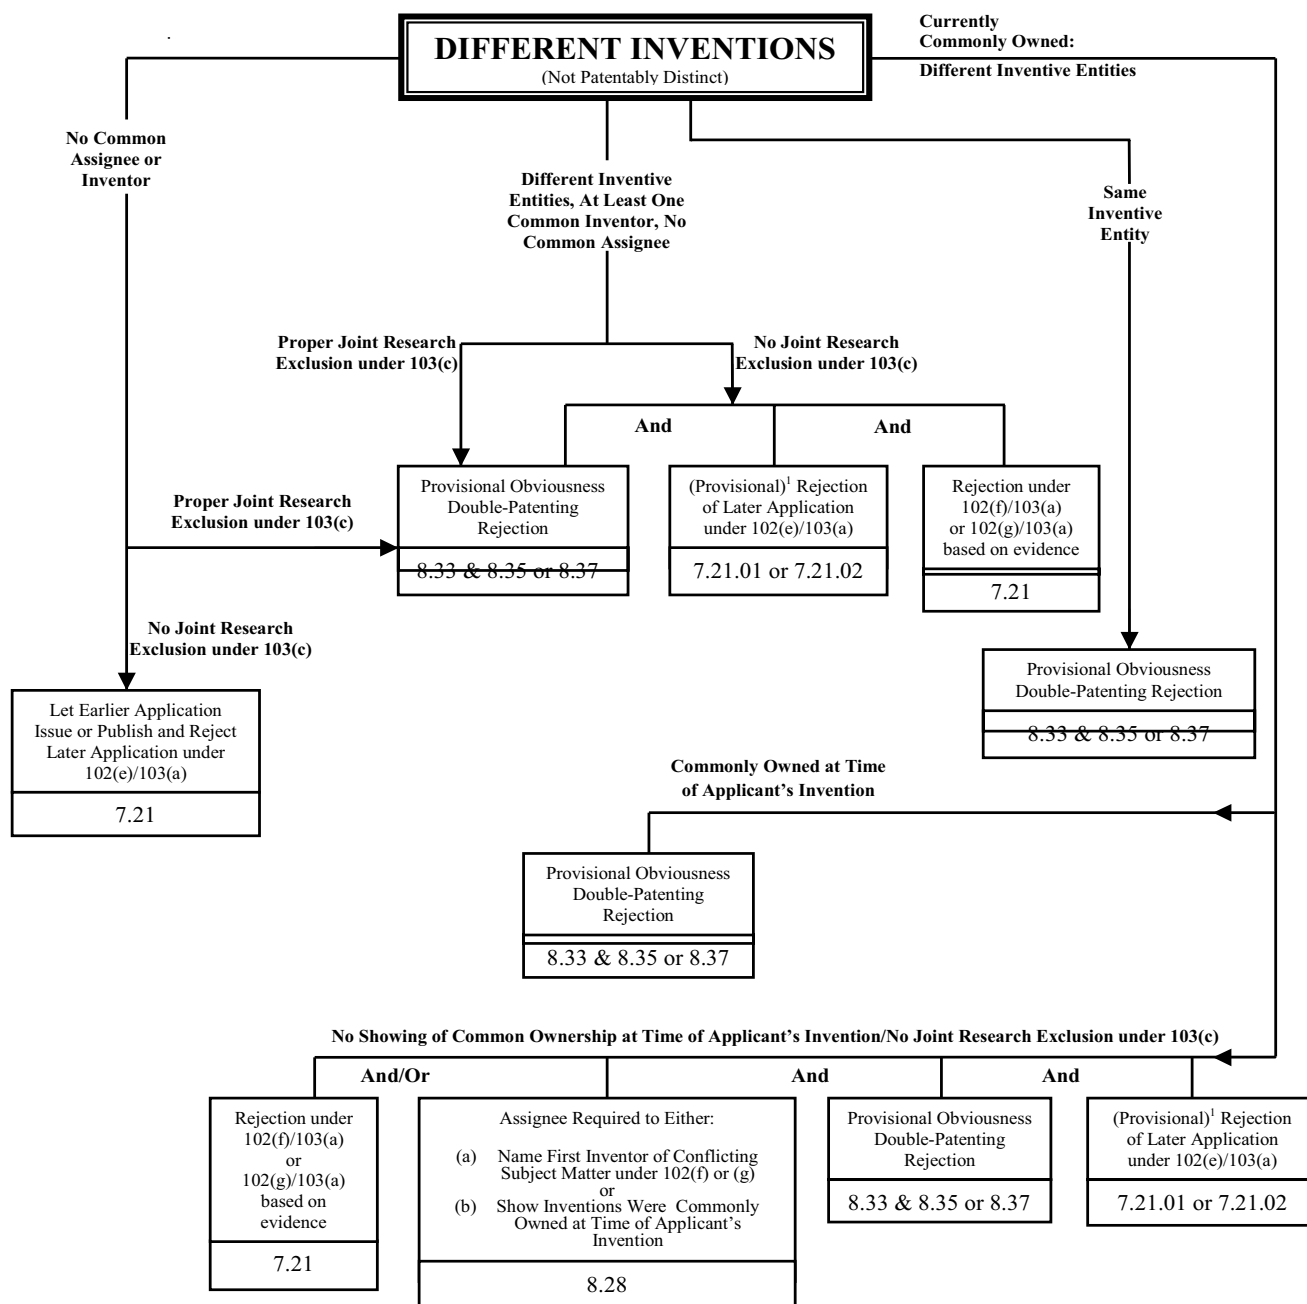 DIFFERENT INVENTIONS
(Not Patentably Distinct)
Currently
Commonly Owned:
Different Inventive Entities
No Common
Assignee or
Inventor
Different Inventive
Entities, At Least One
Common Inventor, No
Common Assignee
Same
Inventive
Entity
Proper Joint Research
Exclusion under 103(c)
No Joint Research
Exclusion under 103(c)
And
And
Proper Joint Research
Exclusion under 103(c)
Provisional Obviousness
Double-Patenting
Rejection
8.33 & 8.35 or 8.37
(Provisional)¹ Rejection
of Later Application
under 102(e)/103(a)
7.21.01 or 7.21.02
Rejection under
102(f)/103(a)
or 102(g)/103(a)
based on evidence
7.21
No Joint Research
Exclusion under 103(c)
Let Earlier Application
Issue or Publish and Reject
Later Application under
102(e)/103(a)
7.21
Provisional Obviousness
Double-Patenting Rejection
8.33 & 8.35 or 8.37
Commonly Owned at Time
of Applicant’s Invention
Provisional Obviousness
Double-Patenting
Rejection
8.33 & 8.35 or 8.37
No Showing of Common Ownership at Time of Applicant’s Invention/No Joint Research Exclusion under 103(c)
And/Or
And
And
Rejection under
102(f)/103(a)
or
102(g)/103(a)
based on
evidence
7.21
Assignee Required to Either:
(a) Name First Inventor of Conflicting
Subject Matter under 102(f) or (g)
or
(b) Show Inventions Were Commonly
Owned at Time of Applicant’s
Invention
8.28
Provisional Obviousness
Double-Patenting
Rejection
8.33 & 8.35 or 8.37
(Provisional)¹ Rejection
of Later Application
under 102(e)/103(a)
7.21.01 or 7.21.02